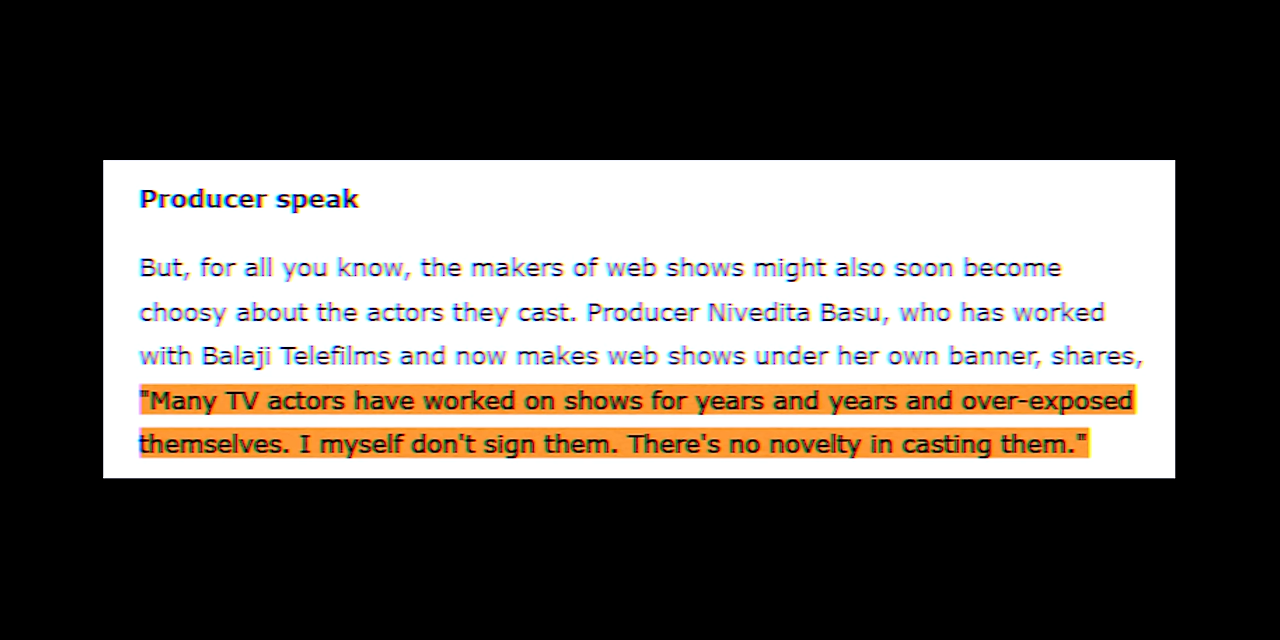 Producer speak
But, for all you know, the makers of web shows might also soon become
choosy about the actors they cast. Producer Nivedita Basu, who has worked
with Balaji Telefilms and now makes web shows under her own banner, shares,
"Many TV actors have worked on shows for years and years and over-exposed
themselves. I myself don't sign them. There's no novelty in casting them."